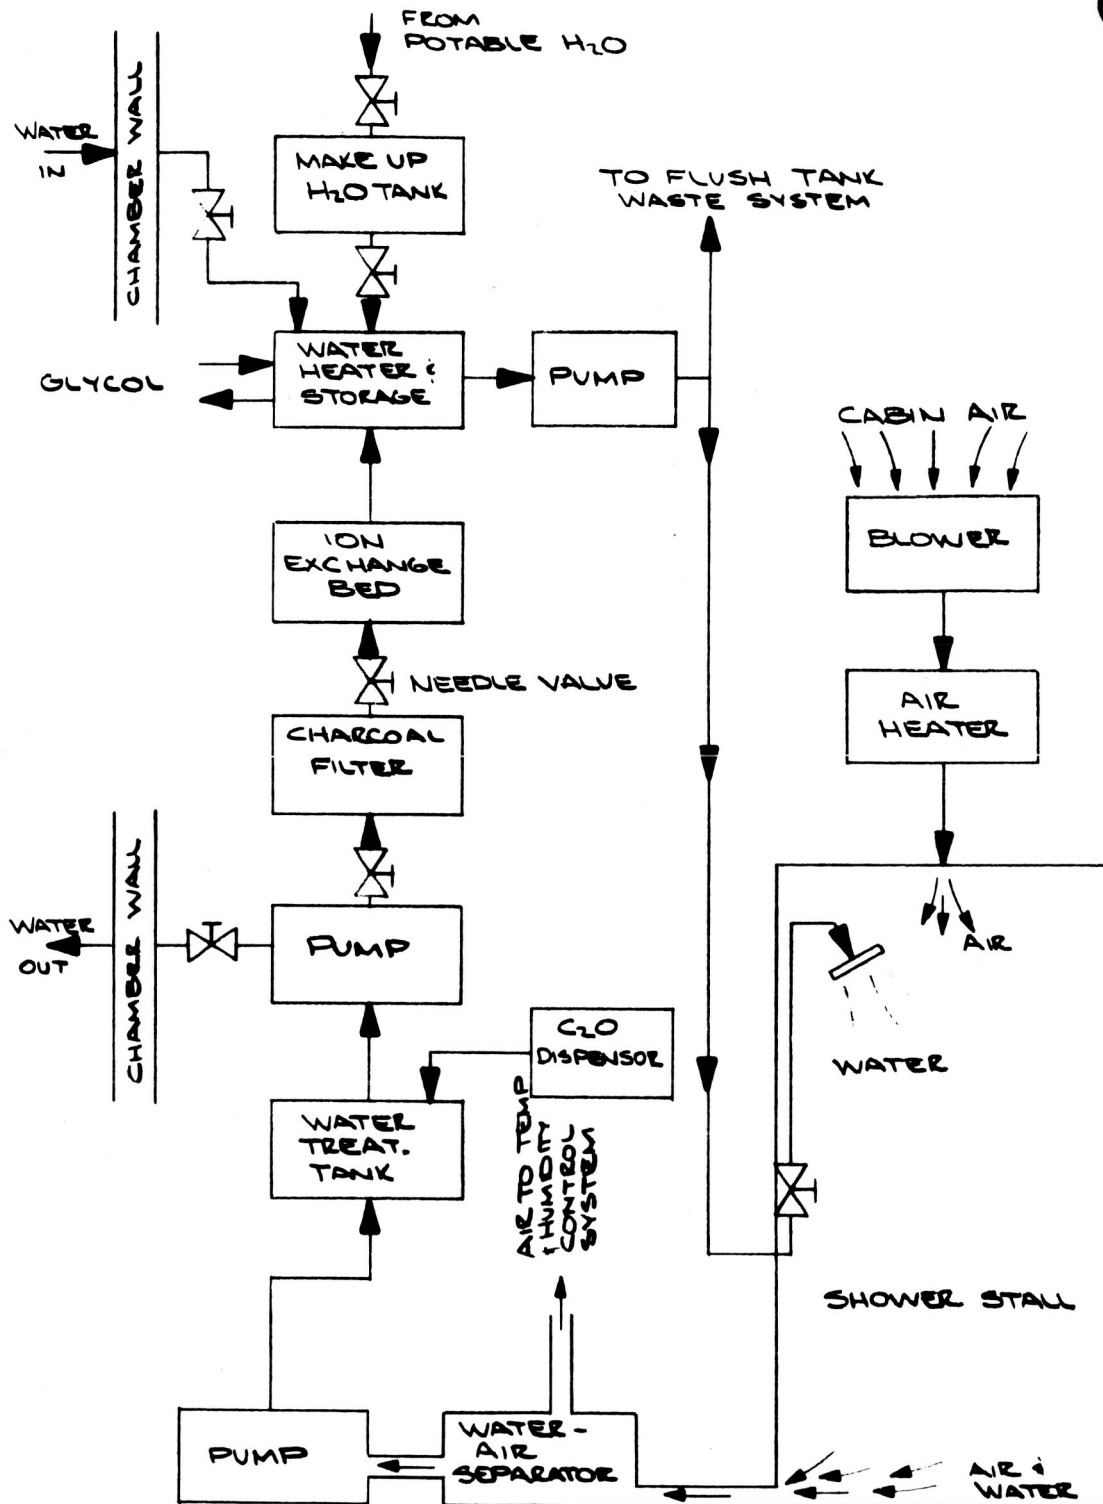 FROM
POTABLE H₂O
WATER
IN
CHAMBER WALL
MAKE UP
H₂O TANK
TO FLUSH TANK
WASTE SYSTEM
GLYCOL
WATER
HEATER &
STORAGE
PUMP
CABIN AIR
BLOWER
ION
EXCHANGE
BED
NEEDLE VALVE
AIR
HEATER
CHARCOAL
FILTER
WATER
OUT
CHAMBER WALL
PUMP
AIR
WATER
C₂O
DISPENSOR
WATER
TREAT.
TANK
AIR TO TEMP
& HUMIDITY
CONTROL
SYSTEM
SHOWER STALL
PUMP
WATER -
AIR
SEPARATOR
AIR &
WATER